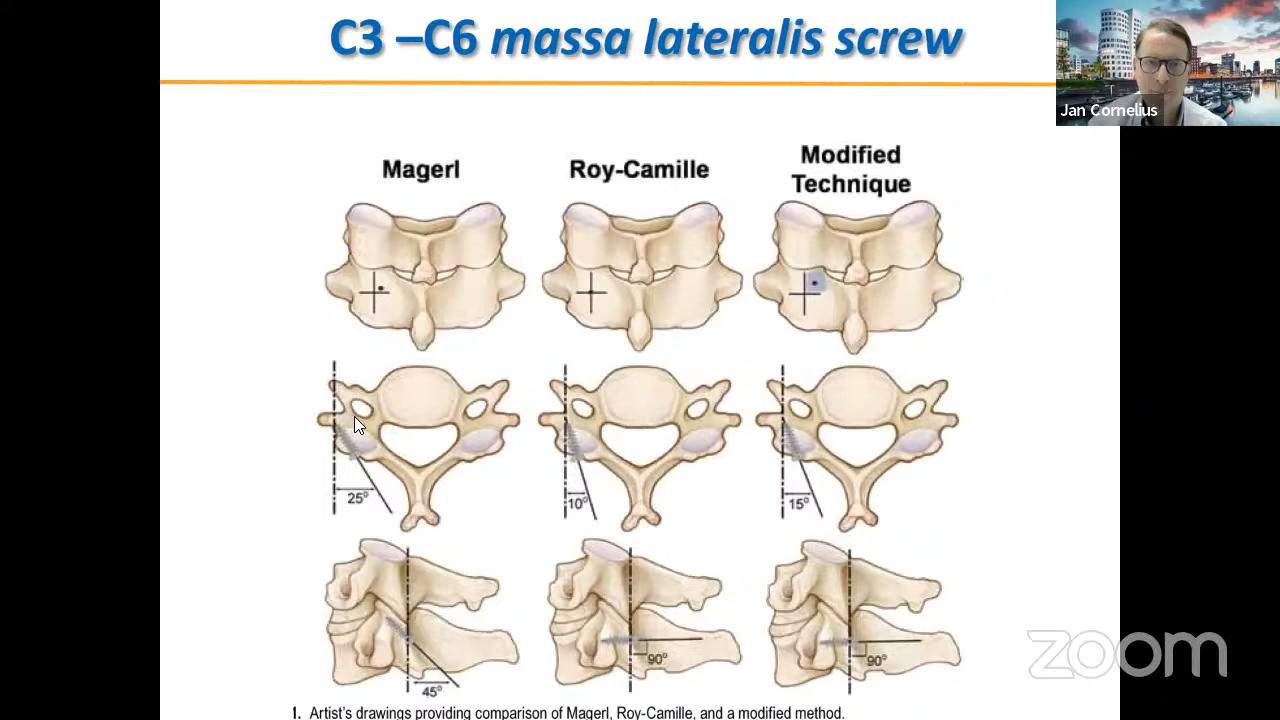 C3 –C6 massa lateralis screw
Jan Cornelius
Magerl
Roy-Camille
Modified
Technique
25°
10°
15°
45°
90°
90°
zoom
1. Artist's drawings providing comparison of Magerl, Roy-Camille, and a modified method.